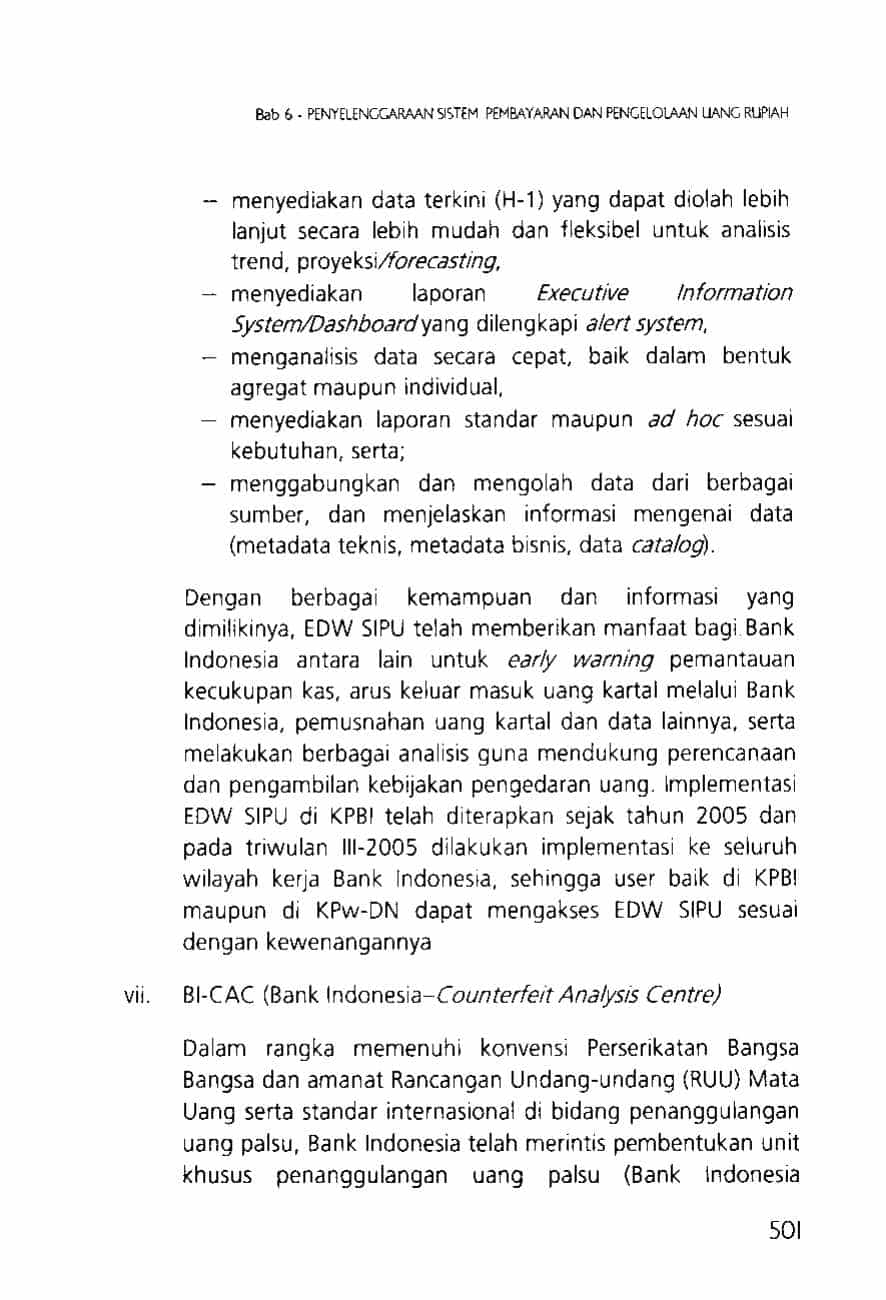 Bab 6 - PENYELENGGARAAN SISTEM PEMBAYARAN DAN PENGELOLAAN UANG RUPIAH
– menyediakan data terkini (H-1) yang dapat diolah lebih
lanjut secara lebih mudah dan fleksibel untuk analisis
trend, proyeksi/forecasting,
– menyediakan laporan Executive Information
System/Dashboard yang dilengkapi alert system,
– menganalisis data secara cepat, baik dalam bentuk
agregat maupun individual,
– menyediakan laporan standar maupun ad hoc sesuai
kebutuhan, serta;
– menggabungkan dan mengolah data dari berbagai
sumber, dan menjelaskan informasi mengenai data
(metadata teknis, metadata bisnis, data catalog).
Dengan berbagai kemampuan dan informasi yang
dimilikinya, EDW SIPU telah memberikan manfaat bagi Bank
Indonesia antara lain untuk early warning pemantauan
kecukupan kas, arus keluar masuk uang kartal melalui Bank
Indonesia, pemusnahan uang kartal dan data lainnya, serta
melakukan berbagai analisis guna mendukung perencanaan
dan pengambilan kebijakan pengedaran uang. Implementasi
EDW SIPU di KPBI telah diterapkan sejak tahun 2005 dan
pada triwulan III-2005 dilakukan implementasi ke seluruh
wilayah kerja Bank Indonesia, sehingga user baik di KPBI
maupun di KPw-DN dapat mengakses EDW SIPU sesuai
dengan kewenangannya
vii. BI-CAC (Bank Indonesia–Counterfeit Analysis Centre)
Dalam rangka memenuhi konvensi Perserikatan Bangsa
Bangsa dan amanat Rancangan Undang-undang (RUU) Mata
Uang serta standar internasional di bidang penanggulangan
uang palsu, Bank Indonesia telah merintis pembentukan unit
khusus penanggulangan uang palsu (Bank Indonesia
501